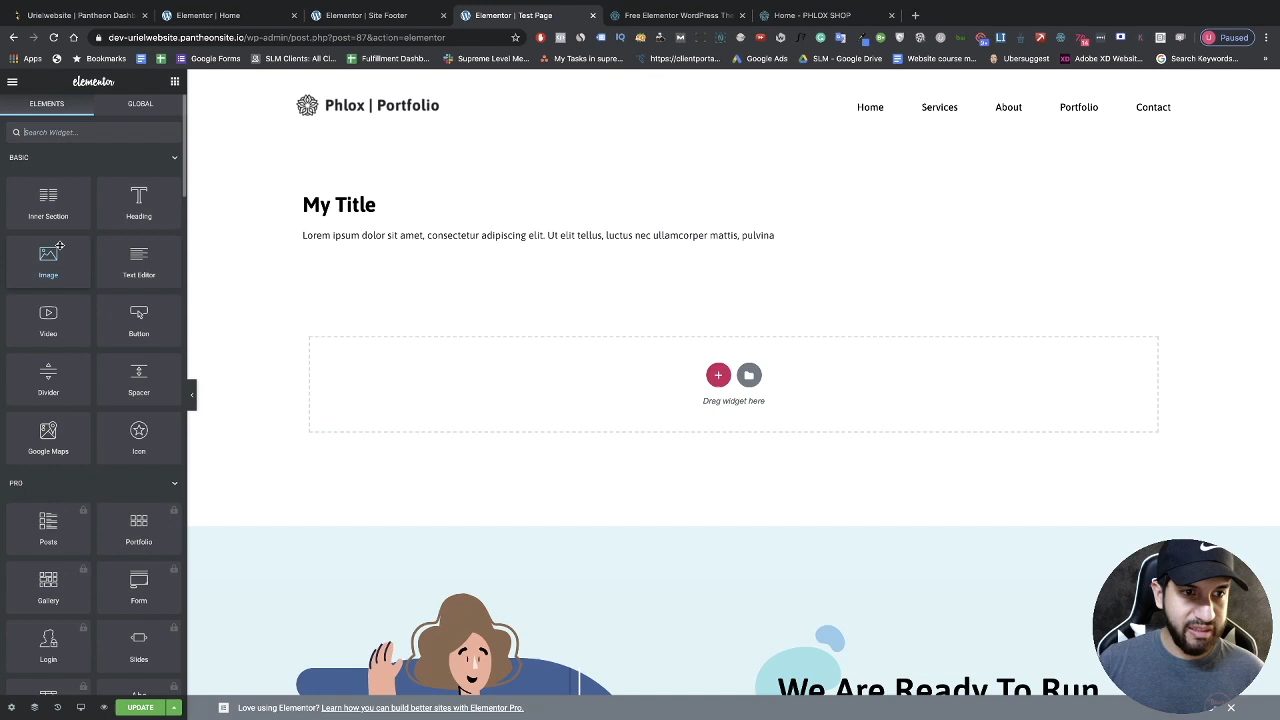 Urielwebsite | Pantheon Dashb
Elementor | Home
Elementor | Site Footer
Elementor | Test Page
Free Elementor WordPress The
Home - PHLOX SHOP
dev-urielwebsite.pantheonsite.io/wp-admin/post.php?post=87&action=elementor
Paused
Apps
Bookmarks
Google Forms
SLM Clients: All Cl...
Fulfillment Dashb...
Supreme Level Me...
My Tasks in supre...
https://clientporta...
Google Ads
SLM - Google Drive
Website course m...
Ubersuggest
Adobe XD Websit...
Search Keywords...
elementor
ELEMENTS
GLOBAL
Search Widget...
BASIC
Inner Section
Heading
Image
Text Editor
Video
Button
Divider
Spacer
Google Maps
Icon
PRO
Posts
Portfolio
Gallery
Form
Login
Slides
UPDATE
Phlox | Portfolio
Home
Services
About
Portfolio
Contact
My Title
Lorem ipsum dolor sit amet, consectetur adipiscing elit. Ut elit tellus, luctus nec ullamcorper mattis, pulvina
Drag widget here
We Are Ready To Run
Love using Elementor? Learn how you can build better sites with Elementor Pro.